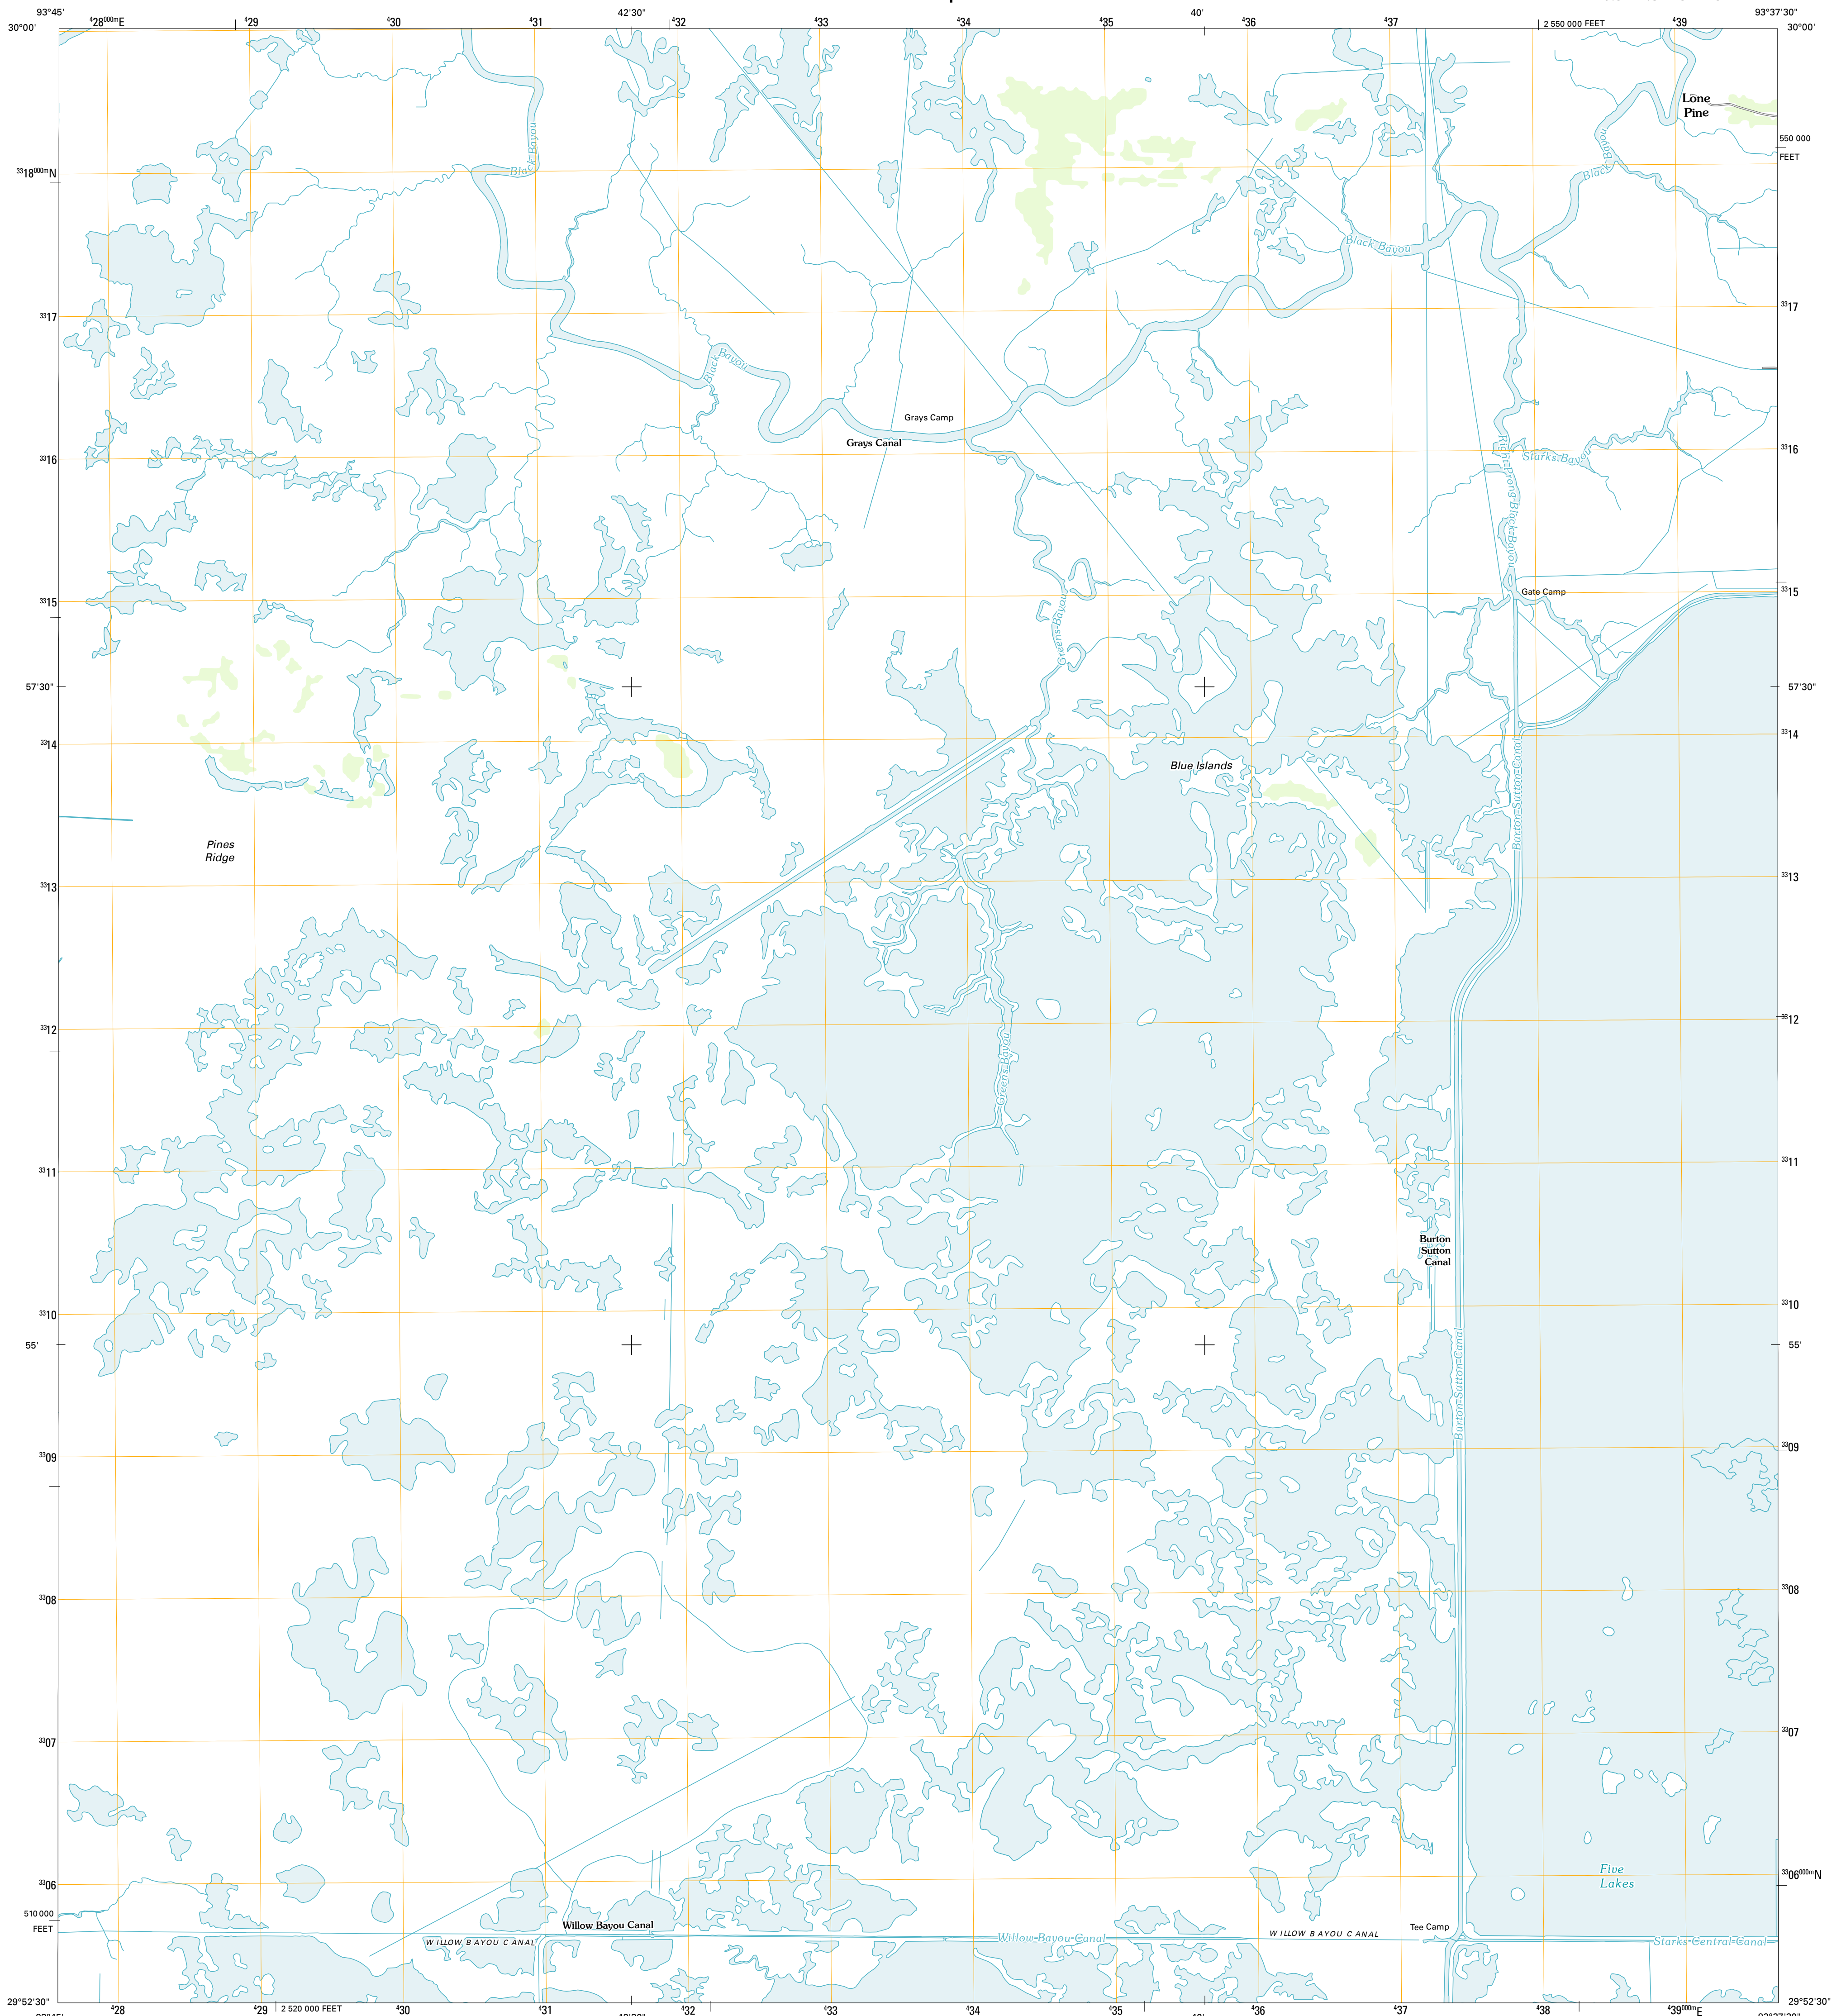 93°45'
⁴28⁰⁰⁰ᵐE
⁴29
⁴30
⁴31
42'30"
⁴32
⁴33
⁴34
⁴35
40'
⁴36
⁴37
2 550 000 FEET
⁴39
93°37'30"
30°00'
30°00'
Lone
Pine
550 000
FEET
Black Bayou
Black Bayou
³³18⁰⁰⁰ᵐN
Black Bayou
³³17
³³17
Black Bayou
Grays Camp
Grays Canal
Right Prong Black Bayou
Starks Bayou
³³16
³³16
³³15
³³15
Gate Camp
Greens Bayou
57'30"
57'30"
³³14
³³14
Blue Islands
Burton Sutton Canal
Pines
Ridge
³³13
³³13
³³12
³³12
Greens Bayou
³³11
³³11
Burton
Sutton
Canal
³³10
³³10
55'
55'
Burton Sutton Canal
³³09
³³09
³³08
³³08
³³07
³³07
Five
Lakes
³³06
³³06⁰⁰⁰ᵐN
510 000
FEET
Willow Bayou Canal
Tee Camp
WILLOW BAYOU CANAL
Willow Bayou Canal
WILLOW BAYOU CANAL
Starks Central Canal
29°52'30"
⁴28
⁴29
2 520 000 FEET
⁴30
⁴31
⁴32
⁴33
⁴34
⁴35
⁴36
⁴37
⁴38
⁴39⁰⁰⁰ᵐE
29°52'30"